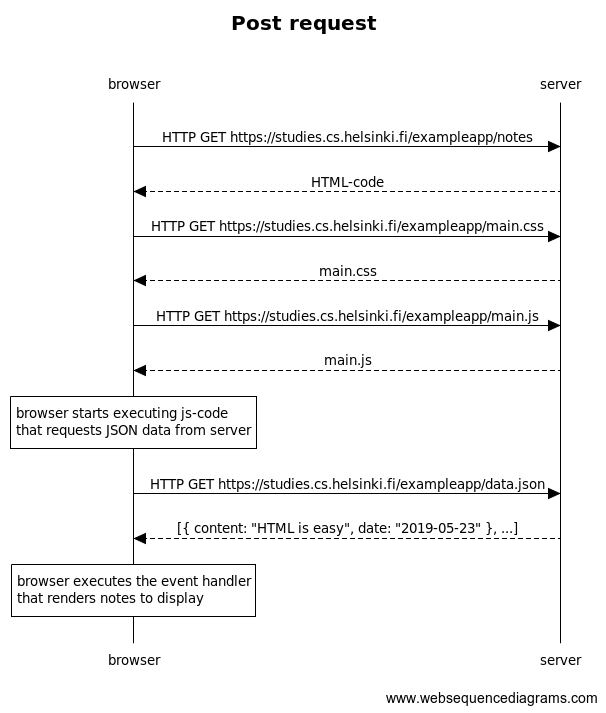 Post request
browser
server
HTTP GET https://studies.cs.helsinki.fi/exampleapp/notes
HTML-code
HTTP GET https://studies.cs.helsinki.fi/exampleapp/main.css
main.css
HTTP GET https://studies.cs.helsinki.fi/exampleapp/main.js
main.js
browser starts executing js-code
that requests JSON data from server
HTTP GET https://studies.cs.helsinki.fi/exampleapp/data.json
[{ content: "HTML is easy", date: "2019-05-23" }, ...]
browser executes the event handler
that renders notes to display
browser
server
www.websequencediagrams.com